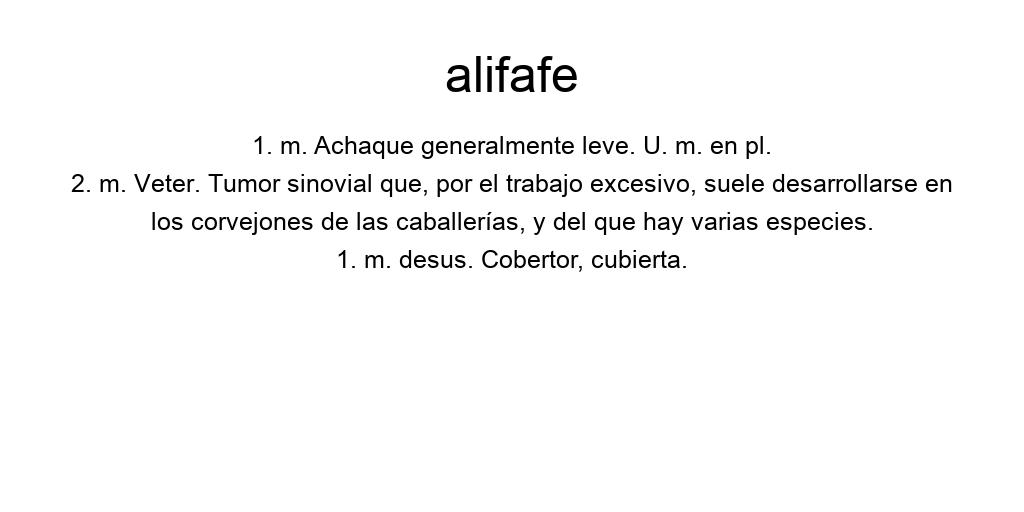 alifafe
1. m. Achaque generalmente leve. U. m. en pl.
2. m. Veter. Tumor sinovial que, por el trabajo excesivo, suele desarrollarse en
los corvejones de las caballerías, y del que hay varias especies.
1. m. desus. Cobertor, cubierta.